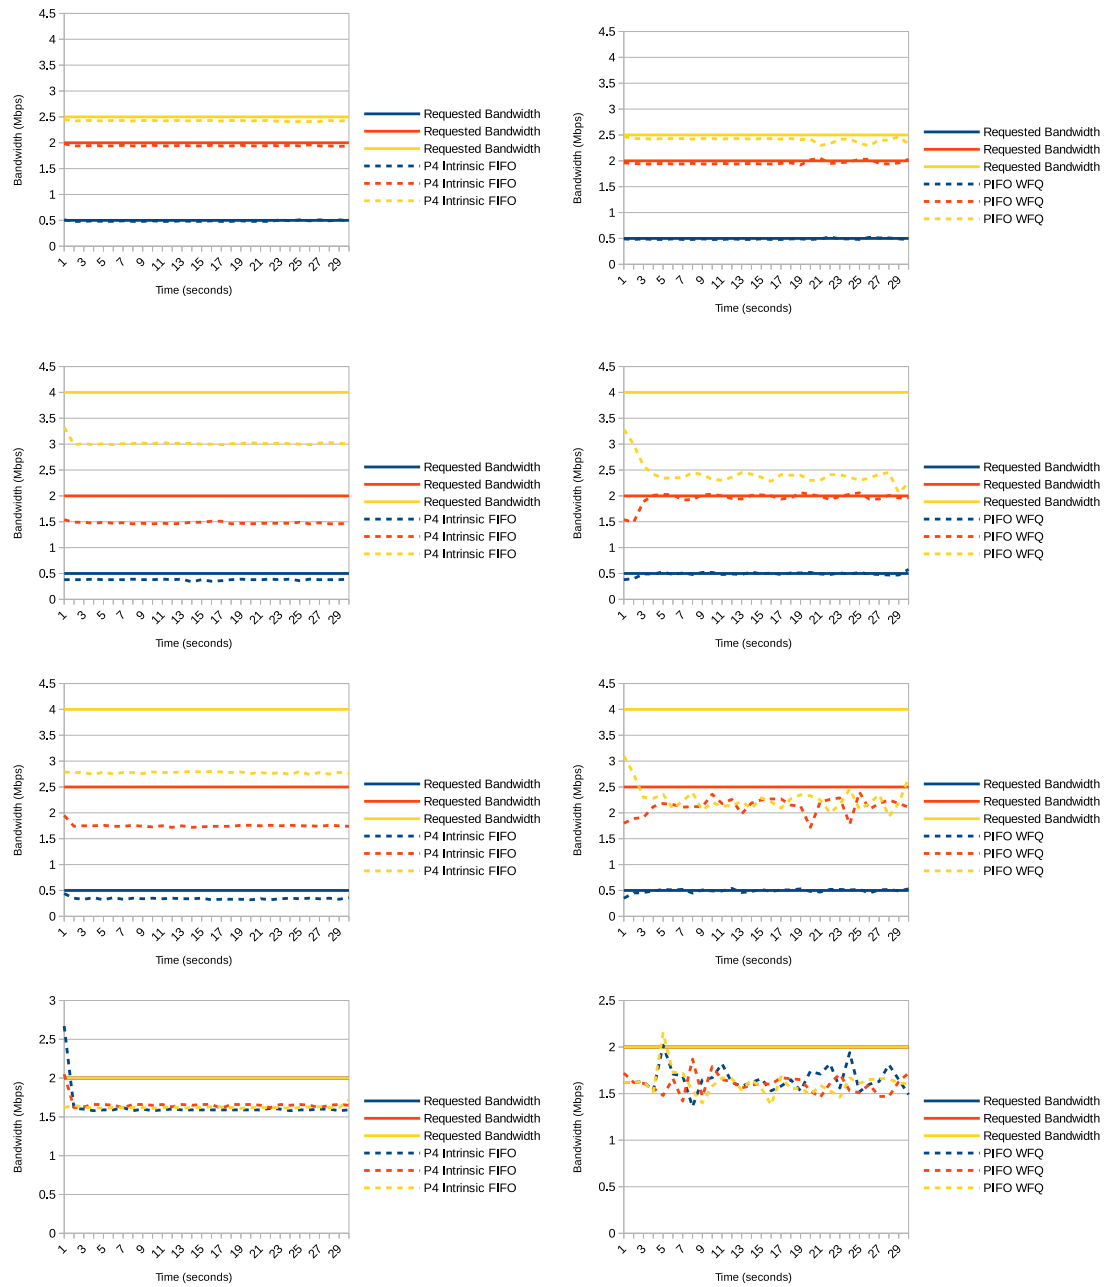 4.5
4
3.5
3
2.5
2
1.5
1
0.5
0
Bandwidth (Mbps)
1 3 5 7 9 11 13 15 17 19 21 23 25 27 29
Time (seconds)
Requested Bandwidth
Requested Bandwidth
Requested Bandwidth
P4 Intrinsic FIFO
P4 Intrinsic FIFO
P4 Intrinsic FIFO
4.5
4
3.5
3
2.5
2
1.5
1
0.5
0
Bandwidth (Mbps)
1 3 5 7 9 11 13 15 17 19 21 23 25 27 29
Time (seconds)
Requested Bandwidth
Requested Bandwidth
Requested Bandwidth
PIFO WFQ
PIFO WFQ
PIFO WFQ
4.5
4
3.5
3
2.5
2
1.5
1
0.5
0
Bandwidth (Mbps)
1 3 5 7 9 11 13 15 17 19 21 23 25 27 29
Time (seconds)
Requested Bandwidth
Requested Bandwidth
Requested Bandwidth
P4 Intrinsic FIFO
P4 Intrinsic FIFO
P4 Intrinsic FIFO
4.5
4
3.5
3
2.5
2
1.5
1
0.5
0
Bandwidth (Mbps)
1 3 5 7 9 11 13 15 17 19 21 23 25 27 29
Time (seconds)
Requested Bandwidth
Requested Bandwidth
Requested Bandwidth
PIFO WFQ
PIFO WFQ
PIFO WFQ
4.5
4
3.5
3
2.5
2
1.5
1
0.5
0
Bandwidth (Mbps)
1 3 5 7 9 11 13 15 17 19 21 23 25 27 29
Time (seconds)
Requested Bandwidth
Requested Bandwidth
Requested Bandwidth
P4 Intrinsic FIFO
P4 Intrinsic FIFO
P4 Intrinsic FIFO
4.5
4
3.5
3
2.5
2
1.5
1
0.5
0
Bandwidth (Mbps)
1 3 5 7 9 11 13 15 17 19 21 23 25 27 29
Time (seconds)
Requested Bandwidth
Requested Bandwidth
Requested Bandwidth
PIFO WFQ
PIFO WFQ
PIFO WFQ
3
2.5
2
1.5
1
0.5
0
Bandwidth (Mbps)
1 3 5 7 9 11 13 15 17 19 21 23 25 27 29
Time (seconds)
Requested Bandwidth
Requested Bandwidth
Requested Bandwidth
P4 Intrinsic FIFO
P4 Intrinsic FIFO
P4 Intrinsic FIFO
2.5
2
1.5
1
0.5
0
Bandwidth (Mbps)
1 3 5 7 9 11 13 15 17 19 21 23 25 27 29
Time (seconds)
Requested Bandwidth
Requested Bandwidth
Requested Bandwidth
PIFO WFQ
PIFO WFQ
PIFO WFQ